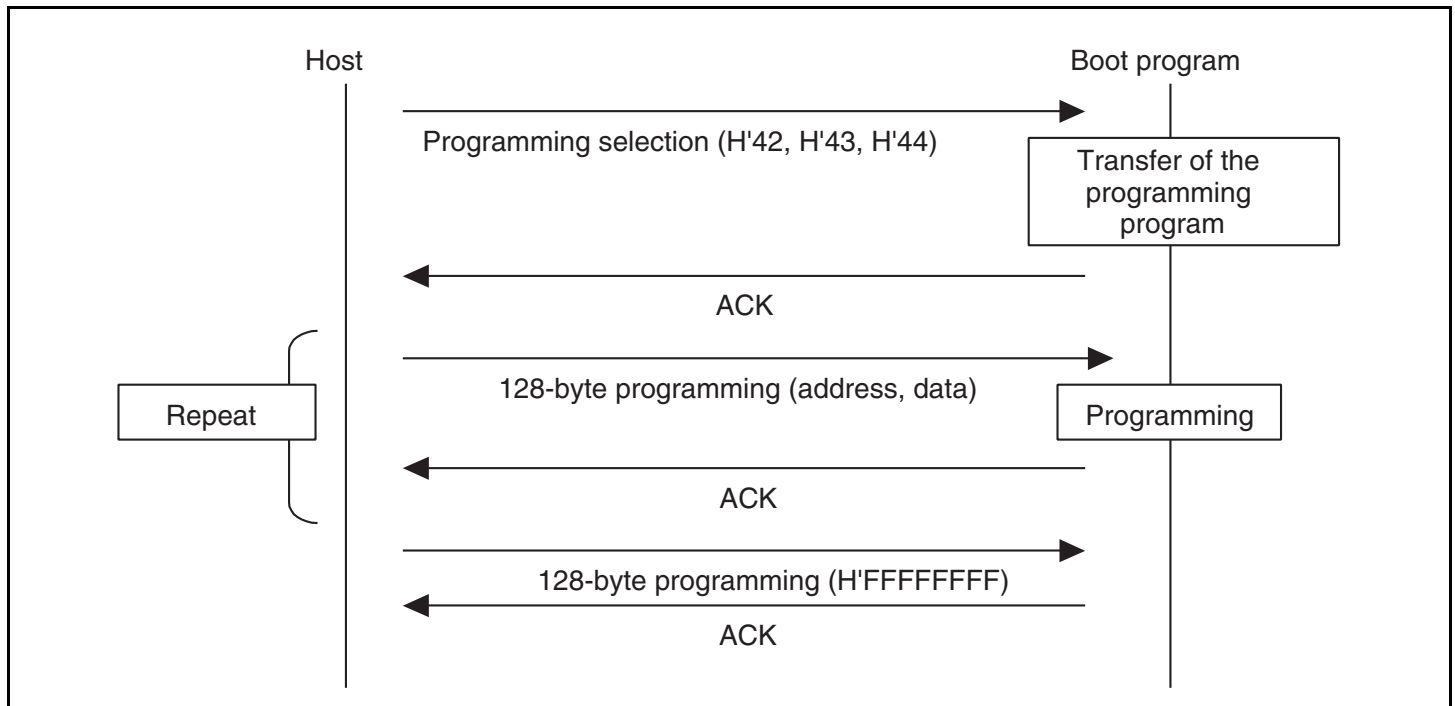 Host
Boot program
Programming selection (H'42, H'43, H'44)
Transfer of the
programming
program
ACK
128-byte programming (address, data)
Repeat
Programming
ACK
128-byte programming (H'FFFFFFFF)
ACK